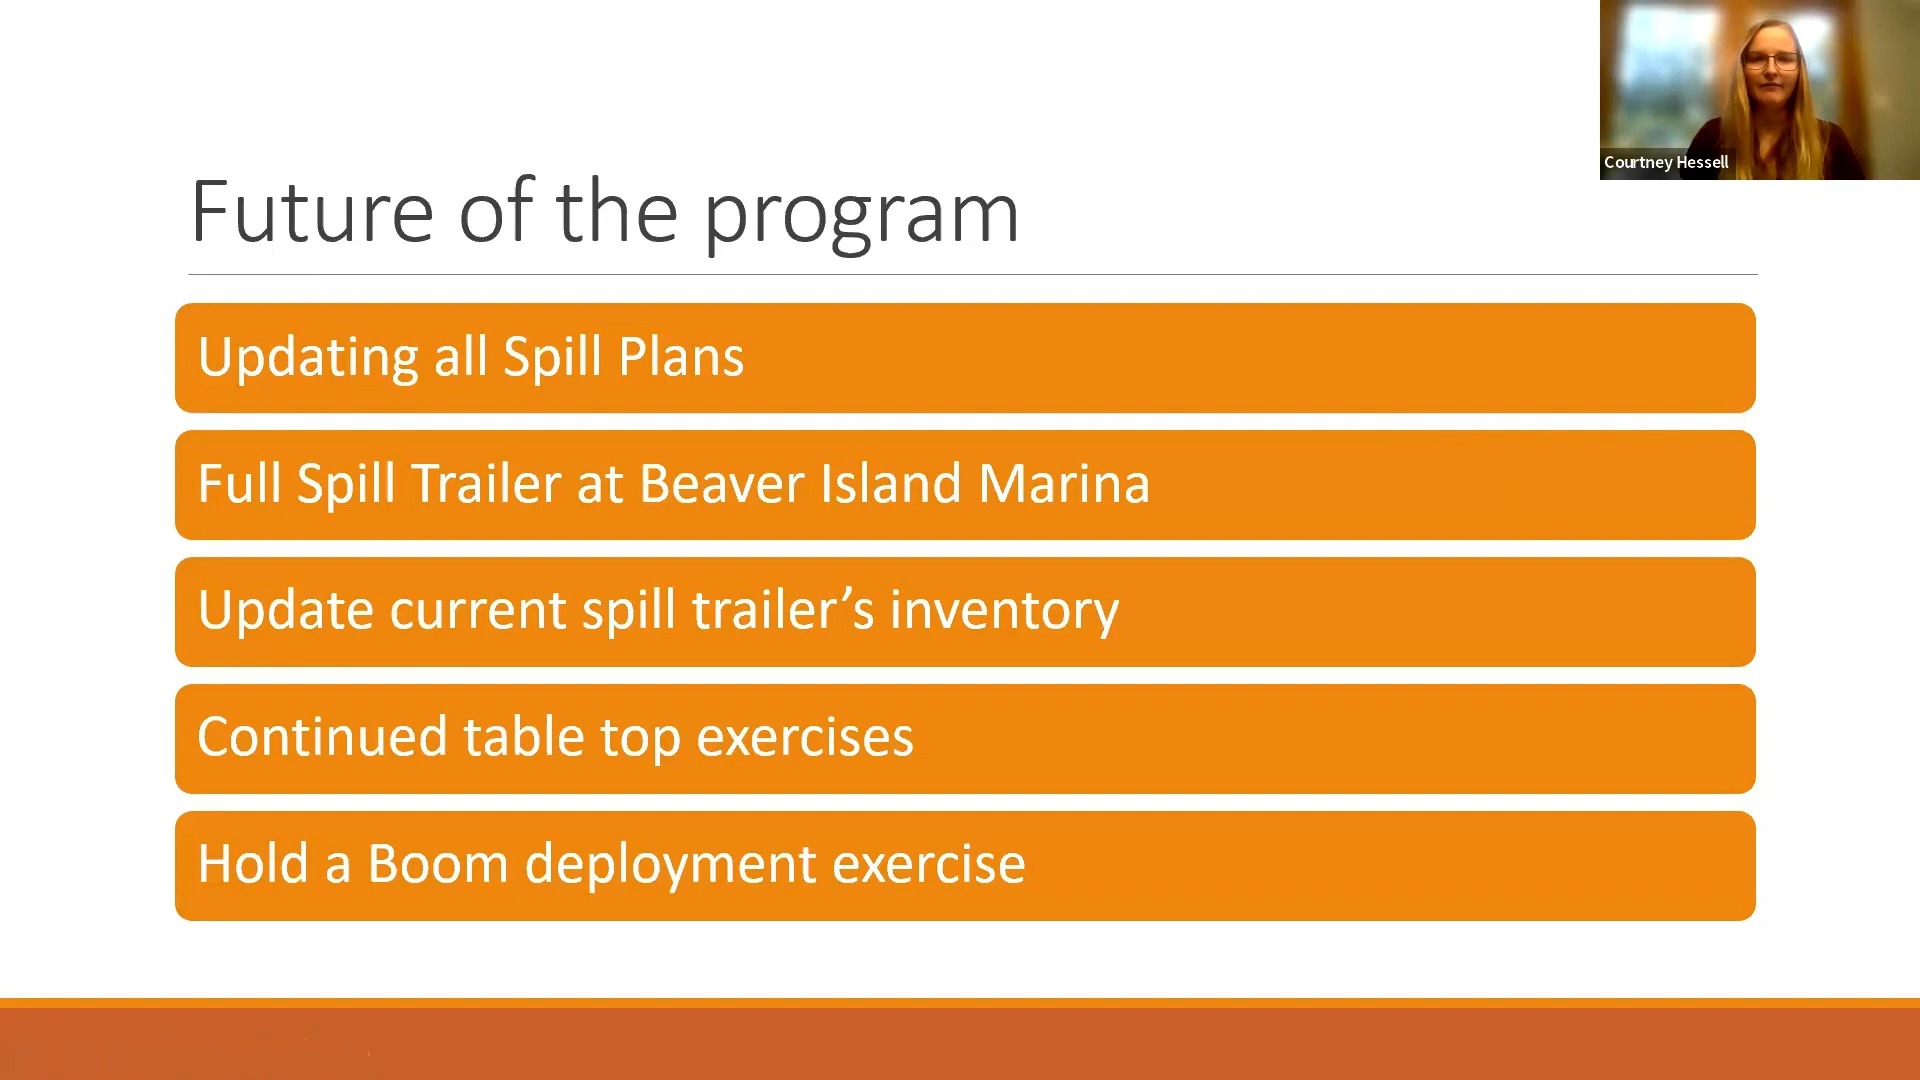 Courtney Hessell
Future of the program
Updating all Spill Plans
Full Spill Trailer at Beaver Island Marina
Update current spill trailer’s inventory
Continued table top exercises
Hold a Boom deployment exercise